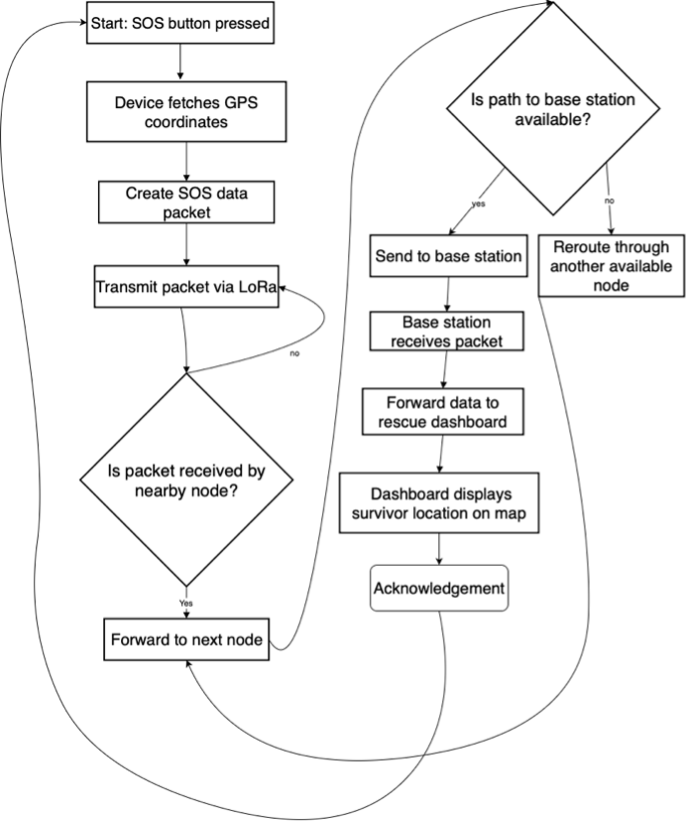 Start: SOS button pressed
Device fetches GPS
coordinates
Create SOS data
packet
Transmit packet via LoRa
no
Is packet received by
nearby node?
Yes
Forward to next node
Is path to base station
available?
yes
no
Send to base station
Reroute through
another available
node
Base station
receives packet
Forward data to
rescue dashboard
Dashboard displays
survivor location on map
Acknowledgement